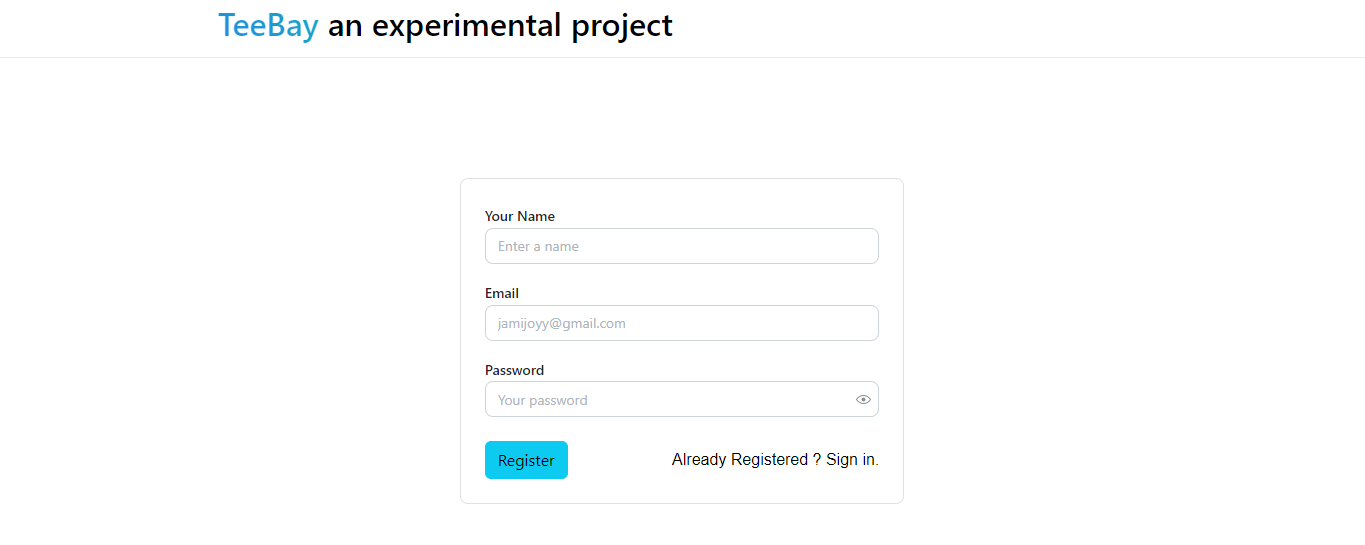 TeeBay an experimental project
Your Name
Enter a name
Email
jamijoyy@gmail.com
Password
Your password
Register
Already Registered ? Sign in.